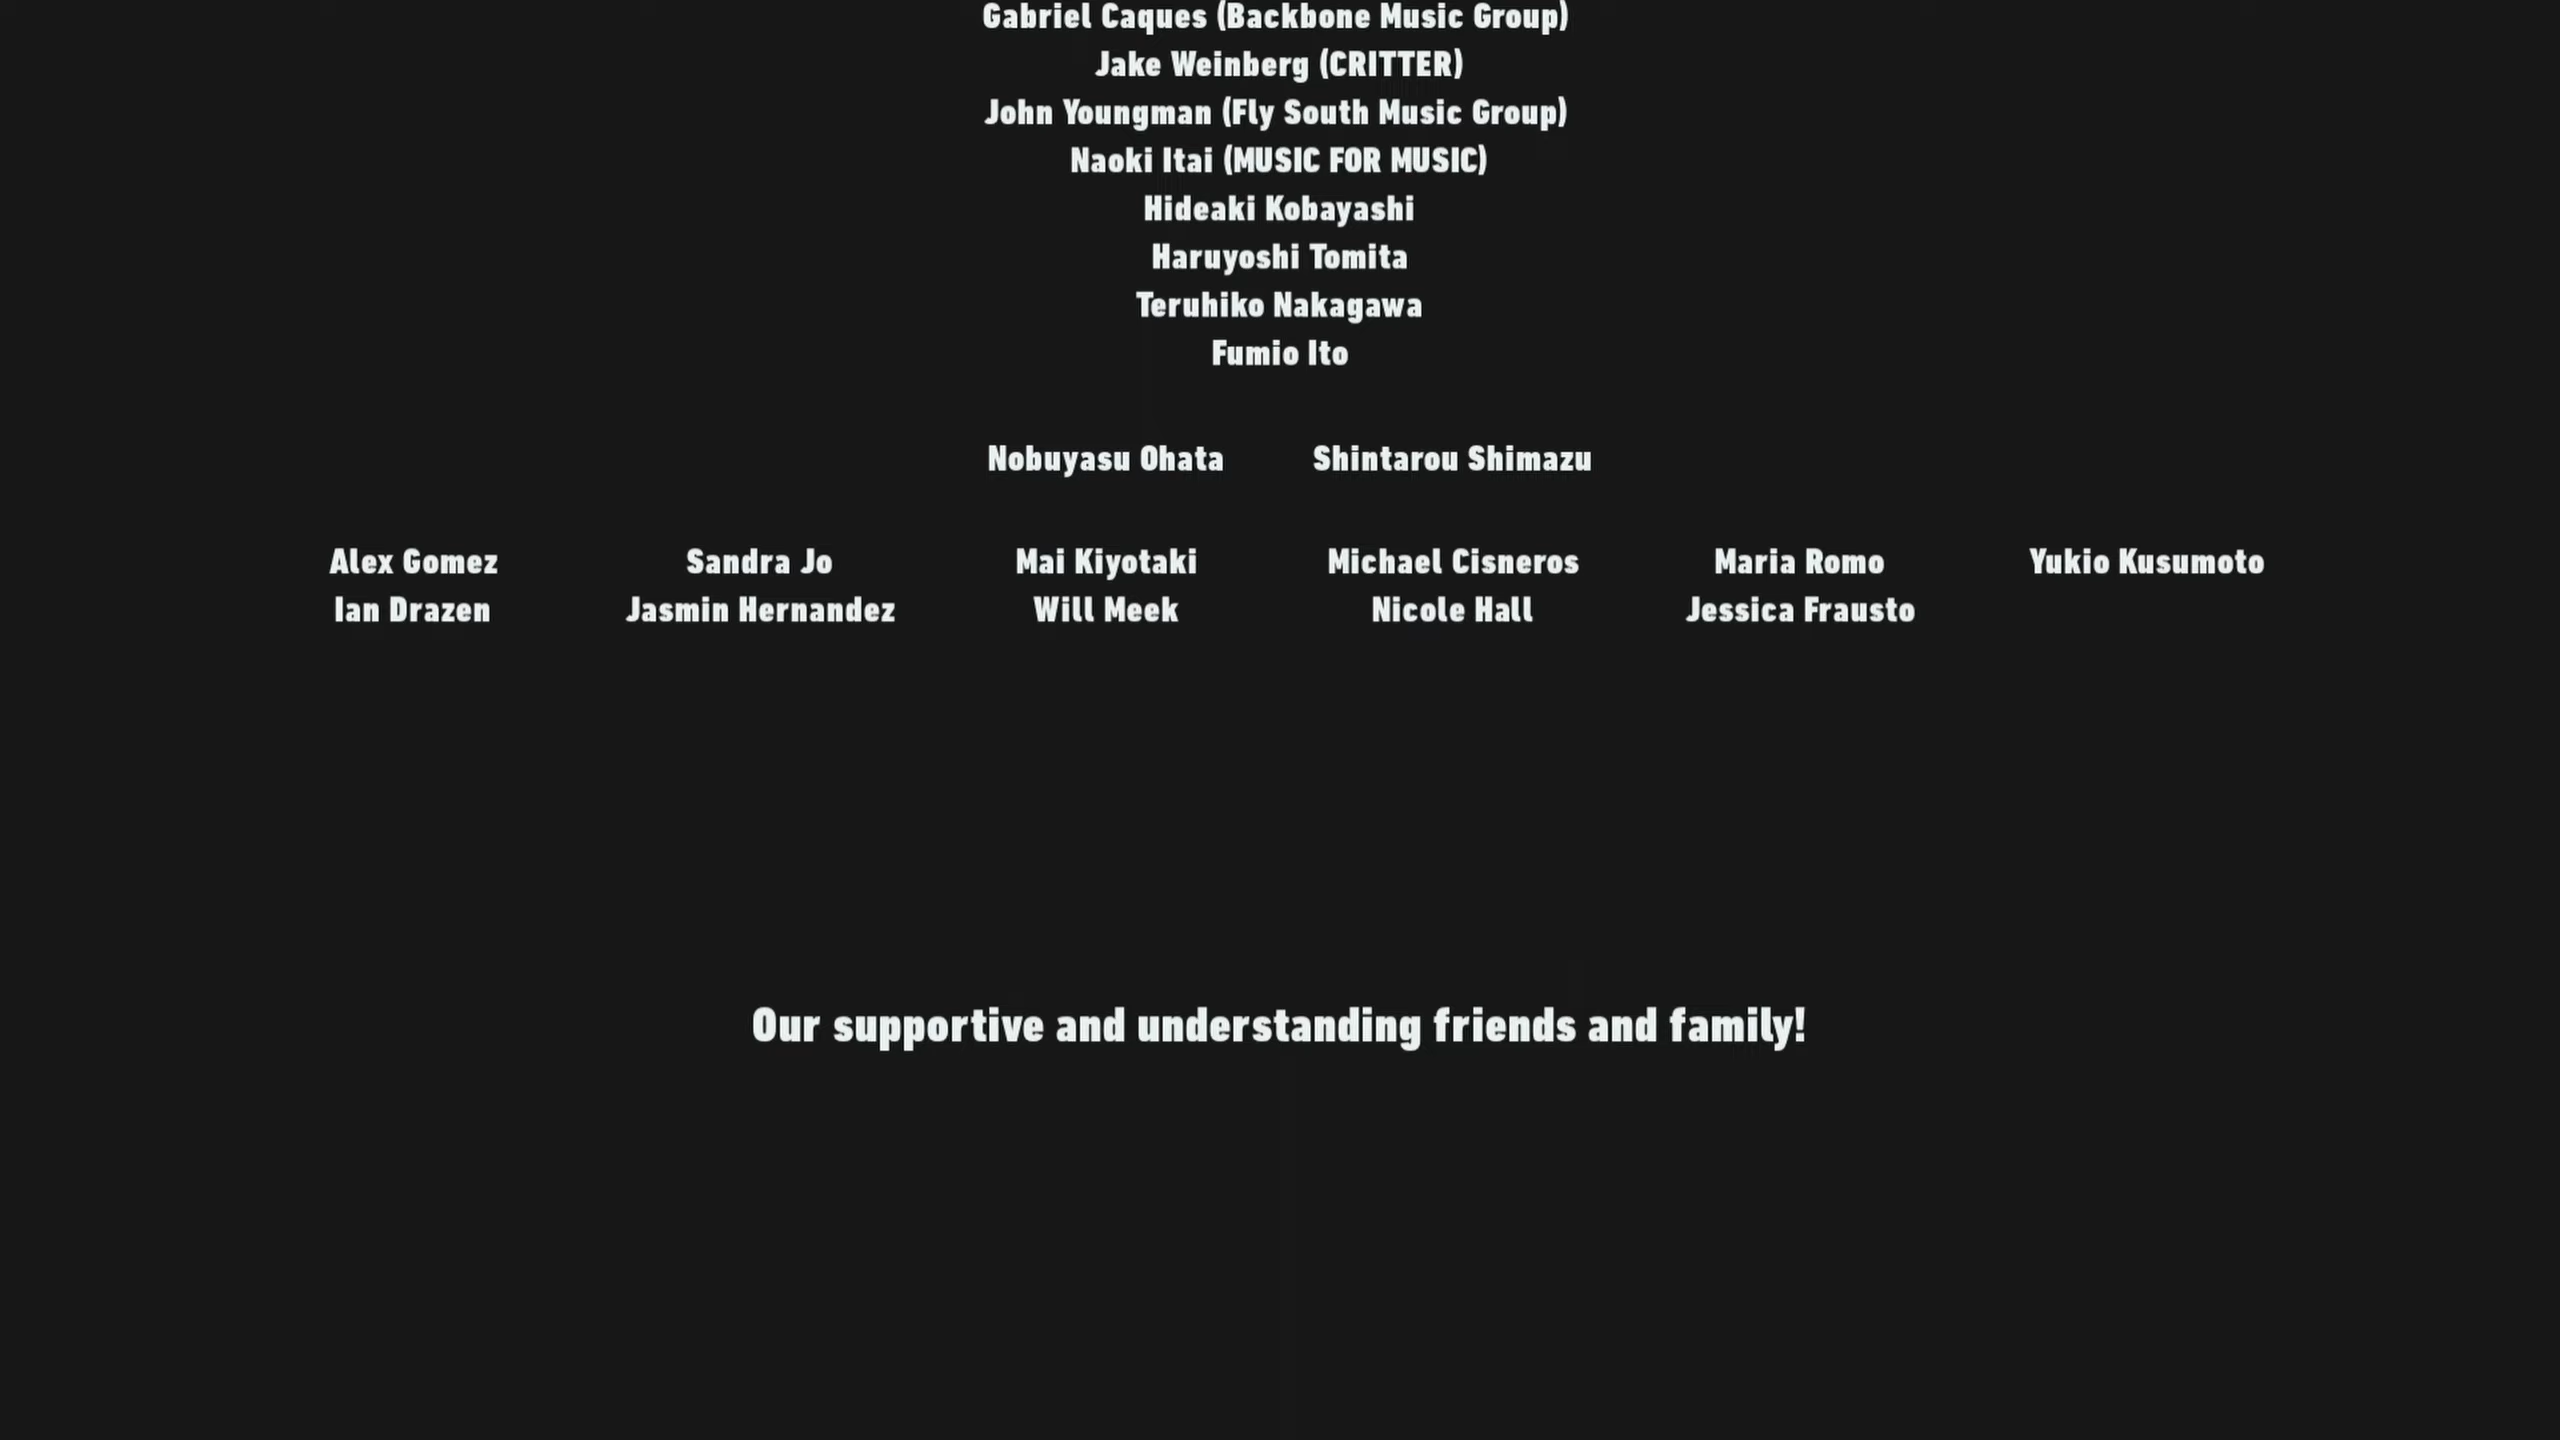 Gabriel Caques (Backbone Music Group)
Jake Weinberg (CRITTER)
John Youngman (Fly South Music Group)
Naoki Itai (MUSIC FOR MUSIC)
Hideaki Kobayashi
Haruyoshi Tomita
Teruhiko Nakagawa
Fumio Ito
Nobuyasu Ohata Shintarou Shimazu
Alex Gomez Sandra Jo Mai Kiyotaki Michael Cisneros Maria Romo Yukio Kusumoto
Ian Drazen Jasmin Hernandez Will Meek Nicole Hall Jessica Frausto
Our supportive and understanding friends and family!